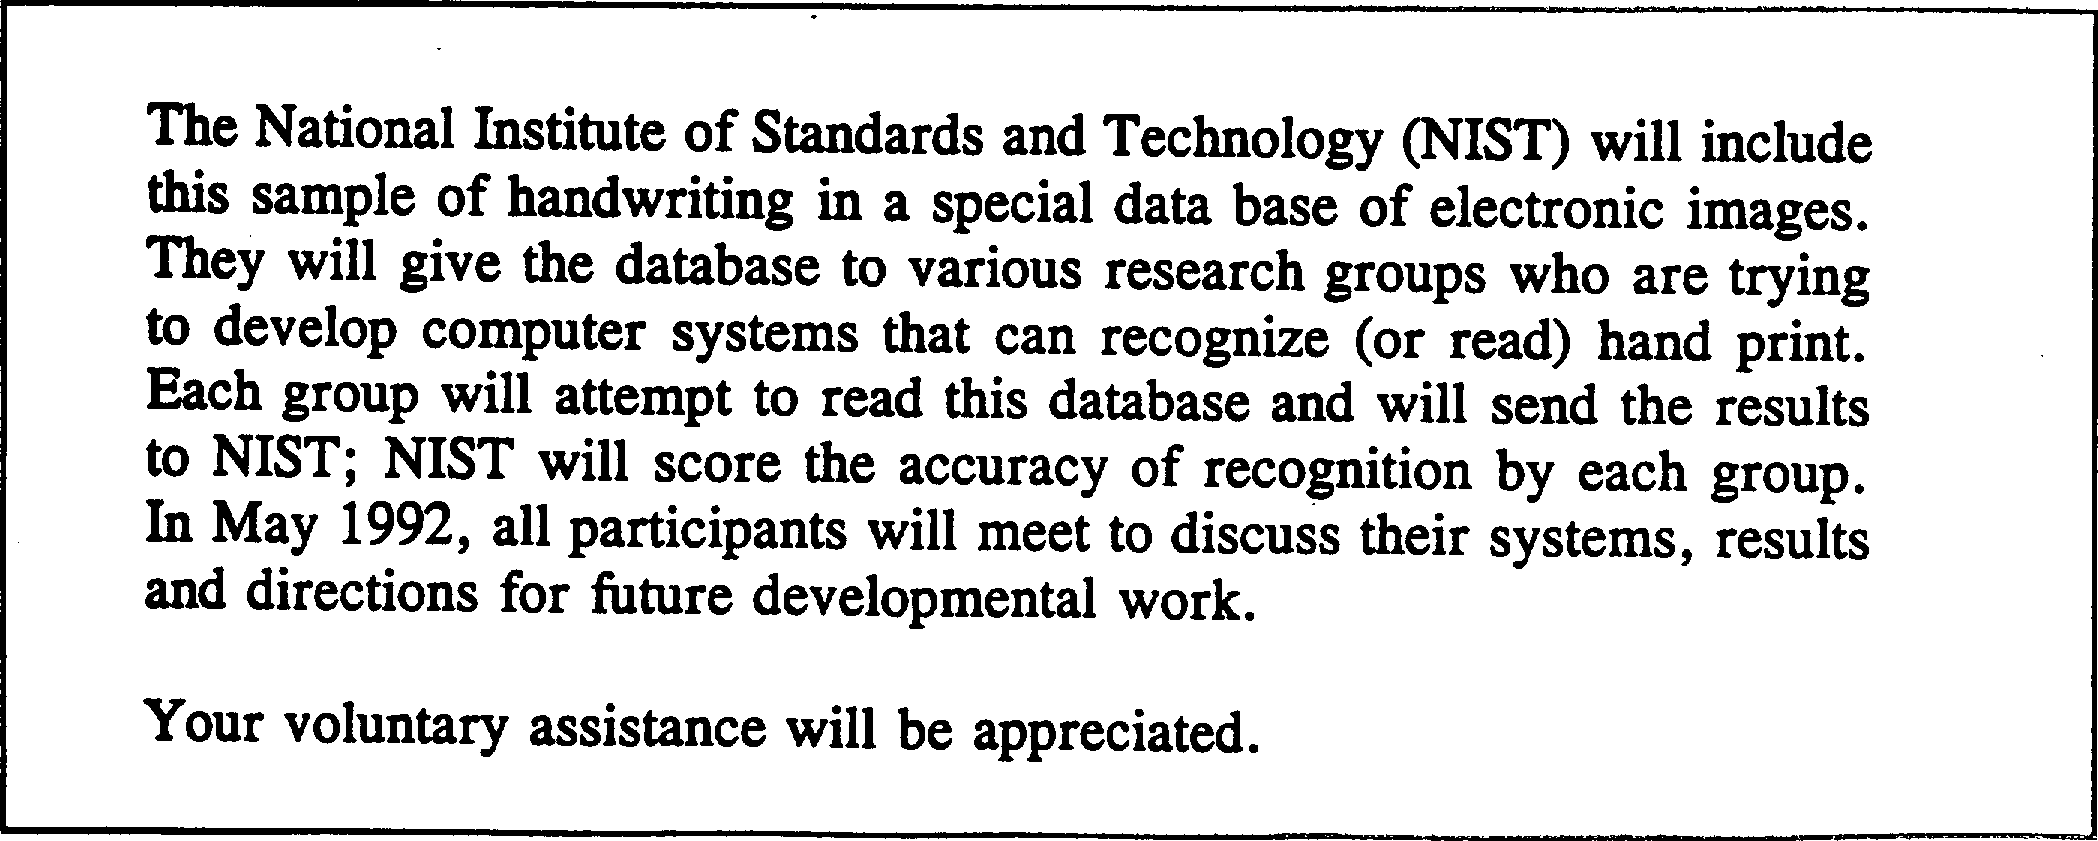 The National Institute of Standards and Technology (NIST) will include
this sample of handwriting in a special data base of electronic images.
They will give the database to various research groups who are trying
to develop computer systems that can recognize (or read) hand print.
Each group will attempt to read this database and will send the results
to NIST; NIST will score the accuracy of recognition by each group.
In May 1992, all participants will meet to discuss their systems, results
and directions for future developmental work.
Your voluntary assistance will be appreciated.